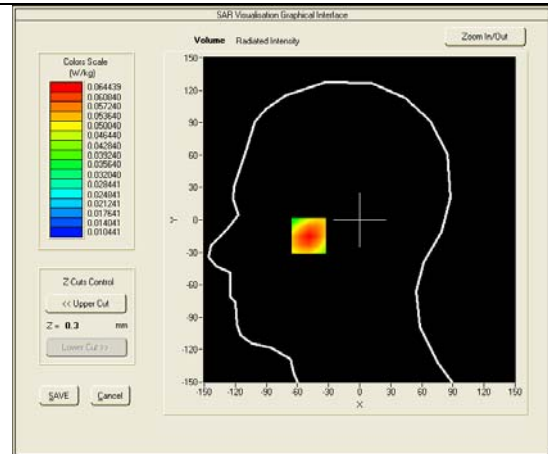 SAR Visualisation Graphical Interface
Volume Radiated Intensity
Zoom In/Out
Colors Scale
(W/kg)
0.064439
0.060840
0.057240
0.053640
0.050040
0.046440
0.042840
0.039240
0.035640
0.032040
0.028441
0.024841
0.021241
0.017641
0.014041
0.010441
Z Cuts Control
<< Upper Cut
Z = 0.3 mm
Lower Cut >>
SAVE Cancel
150
120
90
60
30
0
-30
-60
-90
-120
-150
Y
-150 -120 -90 -60 -30 0 30 60 90 120 150
X